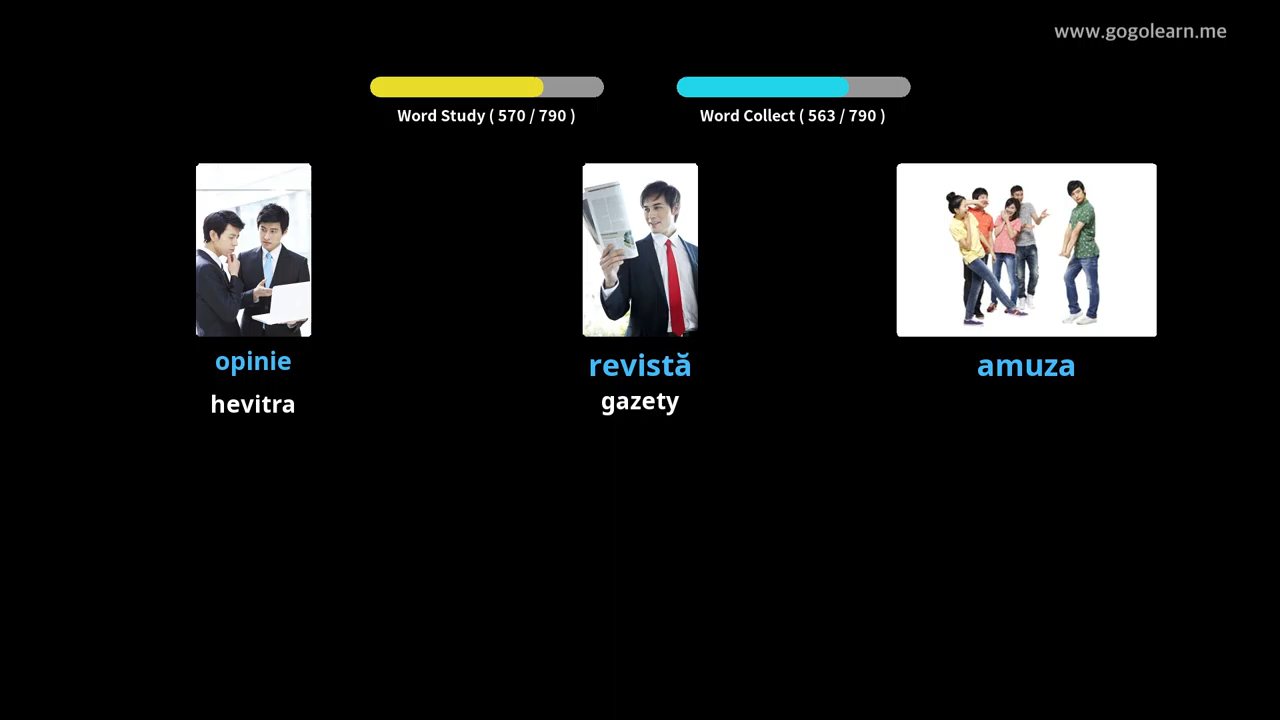 www.gogolearn.me
Word Study ( 570 / 790 )
Word Collect ( 563 / 790 )
opinie
hevitra
revistă
gazety
amuza